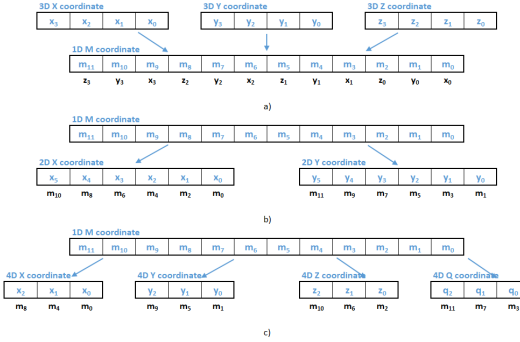 3D X coordinate 3D Y coordinate 3D Z coordinate
x3 x2 x1 x0 y3 y2 y1 y0 z3 z2 z1 z0
1D M coordinate
m11 m10 m9 m8 m7 m6 m5 m4 m3 m2 m1 m0
z3 y3 x3 z2 y2 x2 z1 y1 x1 z0 y0 x0
a)
1D M coordinate
m11 m10 m9 m8 m7 m6 m5 m4 m3 m2 m1 m0
2D X coordinate 2D Y coordinate
x5 x4 x3 x2 x1 x0 y5 y4 y3 y2 y1 y0
m10 m8 m6 m4 m2 m0 m11 m9 m7 m5 m3 m1
b)
1D M coordinate
m11 m10 m9 m8 m7 m6 m5 m4 m3 m2 m1 m0
4D X coordinate 4D Y coordinate 4D Z coordinate 4D Q coordinate
x2 x1 x0 y2 y1 y0 z2 z1 z0 q2 q1 q0
m8 m4 m0 m9 m5 m1 m10 m6 m2 m11 m7 m3
c)